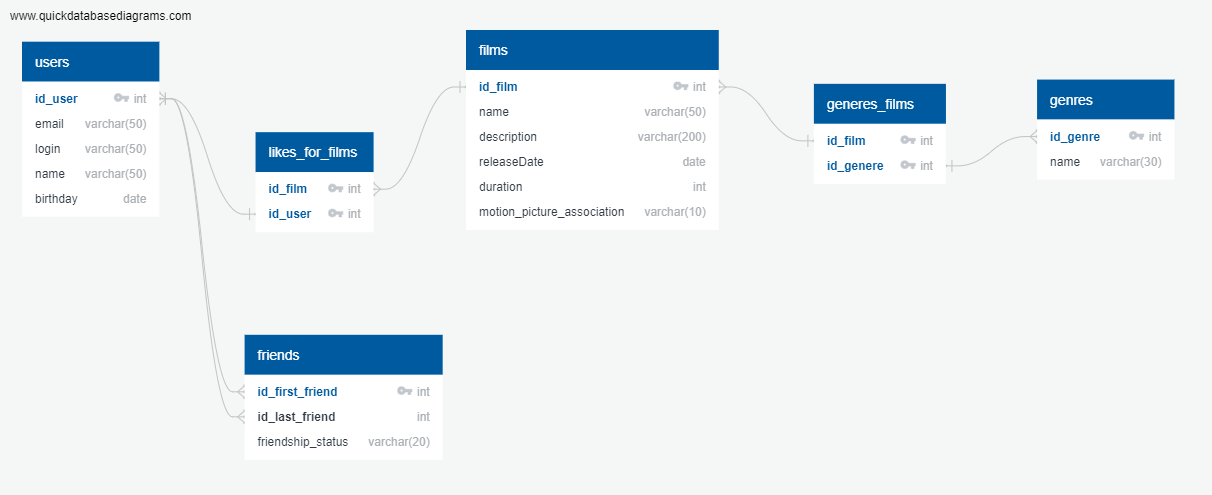 www.quickdatabasediagrams.com
users
id_user int
email varchar(50)
login varchar(50)
name varchar(50)
birthday date
likes_for_films
id_film int
id_user int
films
id_film int
name varchar(50)
description varchar(200)
releaseDate date
duration int
motion_picture_association varchar(10)
generes_films
id_film int
id_genere int
genres
id_genre int
name varchar(30)
friends
id_first_friend int
id_last_friend int
friendship_status varchar(20)